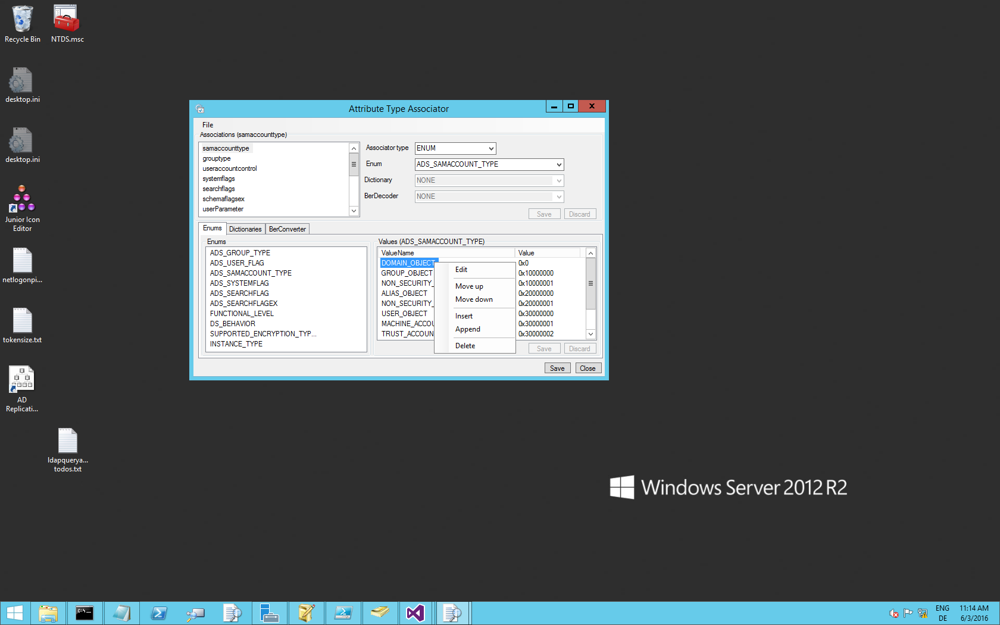 Recycle Bin
NTDS.msc
desktop.ini
desktop.ini
Junior Icon
Editor
netlogonpi...
tokensize.txt
AD
Replicati...
ldapquerya...
todos.txt
Attribute Type Associator
File
Associations (samaccounttype)
samaccounttype
grouptype
useraccountcontrol
systemflags
searchflags
schemaflagsex
userParameter
Associator type
ENUM
Enum
ADS_SAMACCOUNT_TYPE
Dictionary
NONE
BerDecoder
NONE
Save
Discard
Enums
Dictionaries
BerConverter
Enums
ADS_GROUP_TYPE
ADS_USER_FLAG
ADS_SAMACCOUNT_TYPE
ADS_SYSTEMFLAG
ADS_SEARCHFLAG
ADS_SEARCHFLAGEX
FUNCTIONAL_LEVEL
DS_BEHAVIOR
SUPPORTED_ENCRYPTION_TYP...
INSTANCE_TYPE
Values (ADS_SAMACCOUNT_TYPE)
ValueName Value
DOMAIN_OBJECT 0x0
GROUP_OBJECT 0x10000000
NON_SECURITY_ 0x10000001
ALIAS_OBJECT 0x20000000
NON_SECURITY_ 0x20000001
USER_OBJECT 0x30000000
MACHINE_ACCOU 0x30000001
TRUST_ACCOUN 0x30000002
Edit
Move up
Move down
Insert
Append
Delete
Save
Discard
Save
Close
Windows Server 2012 R2
C:\_
ENG
DE
11:14 AM
6/3/2016